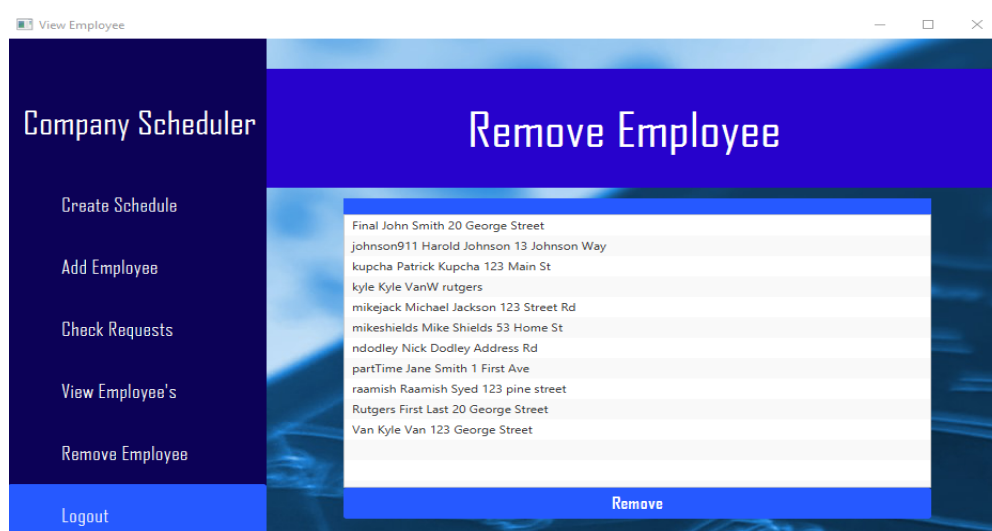 View Employee
Company Scheduler
Create Schedule
Add Employee
Check Requests
View Employee's
Remove Employee
Logout
Remove Employee
Final John Smith 20 George Street
johnson911 Harold Johnson 13 Johnson Way
kupcha Patrick Kupcha 123 Main St
kyle Kyle VanW rutgers
mikejack Michael Jackson 123 Street Rd
mikeshields Mike Shields 53 Home St
ndodley Nick Dodley Address Rd
partTime Jane Smith 1 First Ave
raamish Raamish Syed 123 pine street
Rutgers First Last 20 George Street
Van Kyle Van 123 George Street
Remove